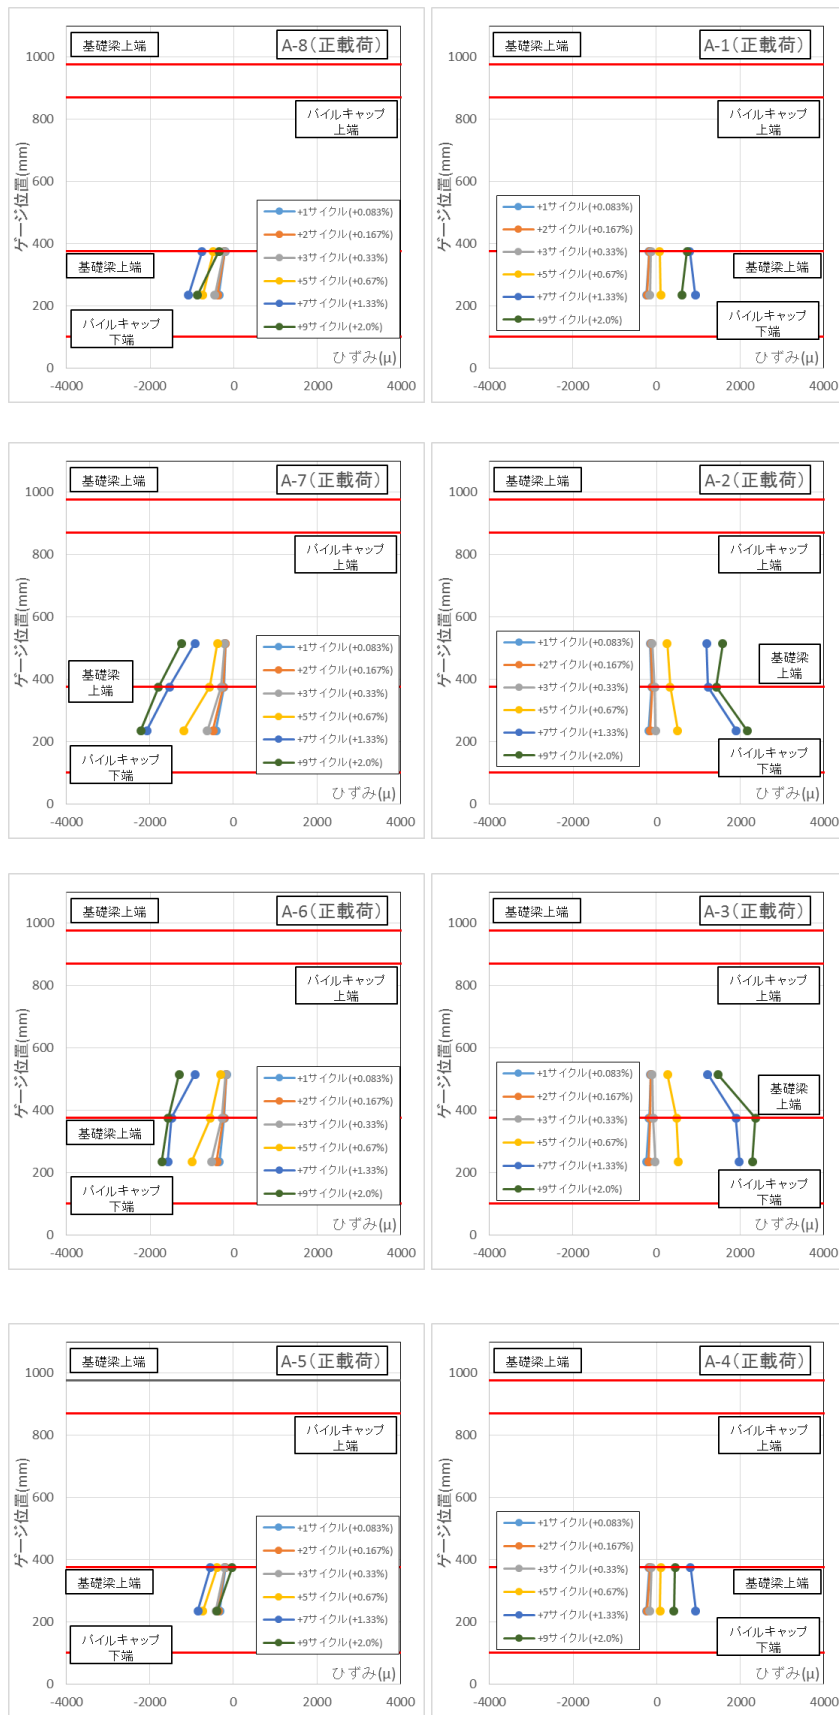 A-8(正載荷)
基礎梁上端
バイルキャップ
上端
基礎梁上端
バイルキャップ
下端
ゲージ位置(mm)
1000
800
600
400
200
0
+1サイクル(+0.083%)
+2サイクル(+0.167%)
+3サイクル(+0.33%)
+5サイクル(+0.67%)
+7サイクル(+1.33%)
+9サイクル(+2.0%)
ひずみ(μ)
-4000 -2000 0 2000 4000
A-1(正載荷)
基礎梁上端
バイルキャップ
上端
基礎梁上端
バイルキャップ
下端
ゲージ位置(mm)
1000
800
600
400
200
0
+1サイクル(+0.083%)
+2サイクル(+0.167%)
+3サイクル(+0.33%)
+5サイクル(+0.67%)
+7サイクル(+1.33%)
+9サイクル(+2.0%)
ひずみ(μ)
-4000 -2000 0 2000 4000
A-7(正載荷)
基礎梁上端
バイルキャップ
上端
基礎梁
上端
バイルキャップ
下端
ゲージ位置(mm)
1000
800
600
400
200
0
+1サイクル(+0.083%)
+2サイクル(+0.167%)
+3サイクル(+0.33%)
+5サイクル(+0.67%)
+7サイクル(+1.33%)
+9サイクル(+2.0%)
ひずみ(μ)
-4000 -2000 0 2000 4000
A-2(正載荷)
基礎梁上端
バイルキャップ
上端
基礎梁
上端
バイルキャップ
下端
ゲージ位置(mm)
1000
800
600
400
200
0
+1サイクル(+0.083%)
+2サイクル(+0.167%)
+3サイクル(+0.33%)
+5サイクル(+0.67%)
+7サイクル(+1.33%)
+9サイクル(+2.0%)
ひずみ(μ)
-4000 -2000 0 2000 4000
A-6(正載荷)
基礎梁上端
バイルキャップ
上端
基礎梁上端
バイルキャップ
下端
ゲージ位置(mm)
1000
800
600
400
200
0
+1サイクル(+0.083%)
+2サイクル(+0.167%)
+3サイクル(+0.33%)
+5サイクル(+0.67%)
+7サイクル(+1.33%)
+9サイクル(+2.0%)
ひずみ(μ)
-4000 -2000 0 2000 4000
A-3(正載荷)
基礎梁上端
バイルキャップ
上端
基礎梁
上端
バイルキャップ
下端
ゲージ位置(mm)
1000
800
600
400
200
0
+1サイクル(+0.083%)
+2サイクル(+0.167%)
+3サイクル(+0.33%)
+5サイクル(+0.67%)
+7サイクル(+1.33%)
+9サイクル(+2.0%)
ひずみ(μ)
-4000 -2000 0 2000 4000
A-5(正載荷)
基礎梁上端
バイルキャップ
上端
基礎梁上端
バイルキャップ
下端
ゲージ位置(mm)
1000
800
600
400
200
0
+1サイクル(+0.083%)
+2サイクル(+0.167%)
+3サイクル(+0.33%)
+5サイクル(+0.67%)
+7サイクル(+1.33%)
+9サイクル(+2.0%)
ひずみ(μ)
-4000 -2000 0 2000 4000
A-4(正載荷)
基礎梁上端
バイルキャップ
上端
基礎梁上端
バイルキャップ
下端
ゲージ位置(mm)
1000
800
600
400
200
0
+1サイクル(+0.083%)
+2サイクル(+0.167%)
+3サイクル(+0.33%)
+5サイクル(+0.67%)
+7サイクル(+1.33%)
+9サイクル(+2.0%)
ひずみ(μ)
-4000 -2000 0 2000 4000